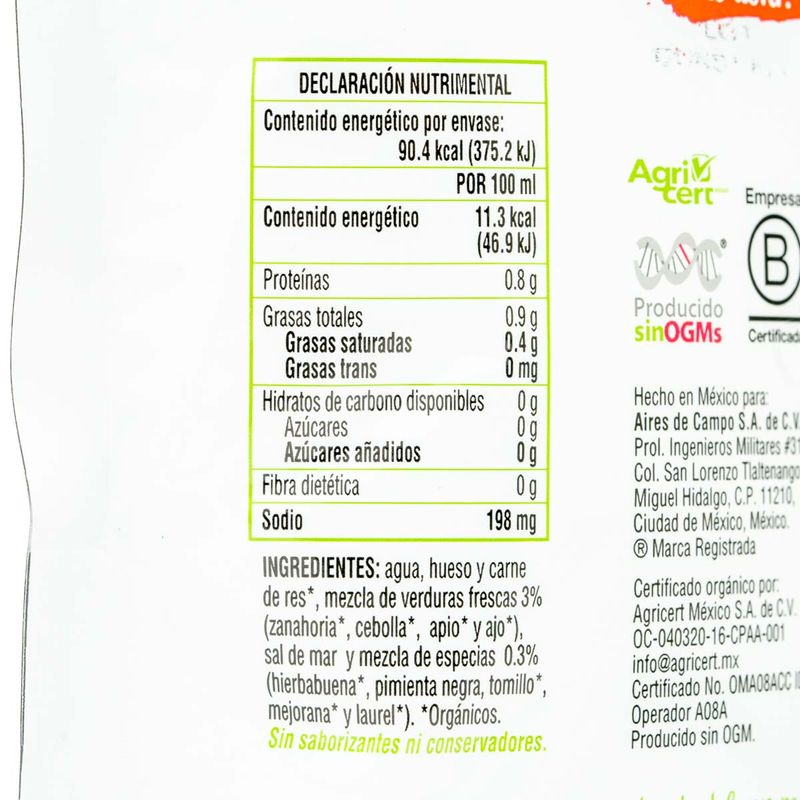 DECLARACIÓN NUTRIMENTAL
Contenido energético por envase:
90.4 kcal (375.2 kJ)
POR 100 ml
Contenido energético 11.3 kcal
(46.9 kJ)
Proteínas 0.8 g
Grasas totales 0.9 g
Grasas saturadas 0.4 g
Grasas trans 0 mg
Hidratos de carbono disponibles 0 g
Azúcares 0 g
Azúcares añadidos 0 g
Fibra dietética 0 g
Sodio 198 mg
INGREDIENTES: agua, hueso y carne
de res*, mezcla de verduras frescas 3%
(zanahoria*, cebolla*, apio* y ajo*),
sal de mar y mezcla de especias 0.3%
(hierbabuena*, pimienta negra, tomillo*,
mejorana* y laurel*). *Orgánicos.
Sin saborizantes ni conservadores.
Agri
cert
Empresa
B
Certificada
®
Producido
sinOGMs
Hecho en México para:
Aires de Campo S.A. de C.V.
Prol. Ingenieros Militares #31
Col. San Lorenzo Tlaltenango
Miguel Hidalgo, C.P. 11210,
Ciudad de México, México.
® Marca Registrada
Certificado orgánico por:
Agricert México S.A. de C.V.
OC-040320-16-CPAA-001
info@agricert.mx
Certificado No. OMA08ACC
Operador A08A
Producido sin OGM.